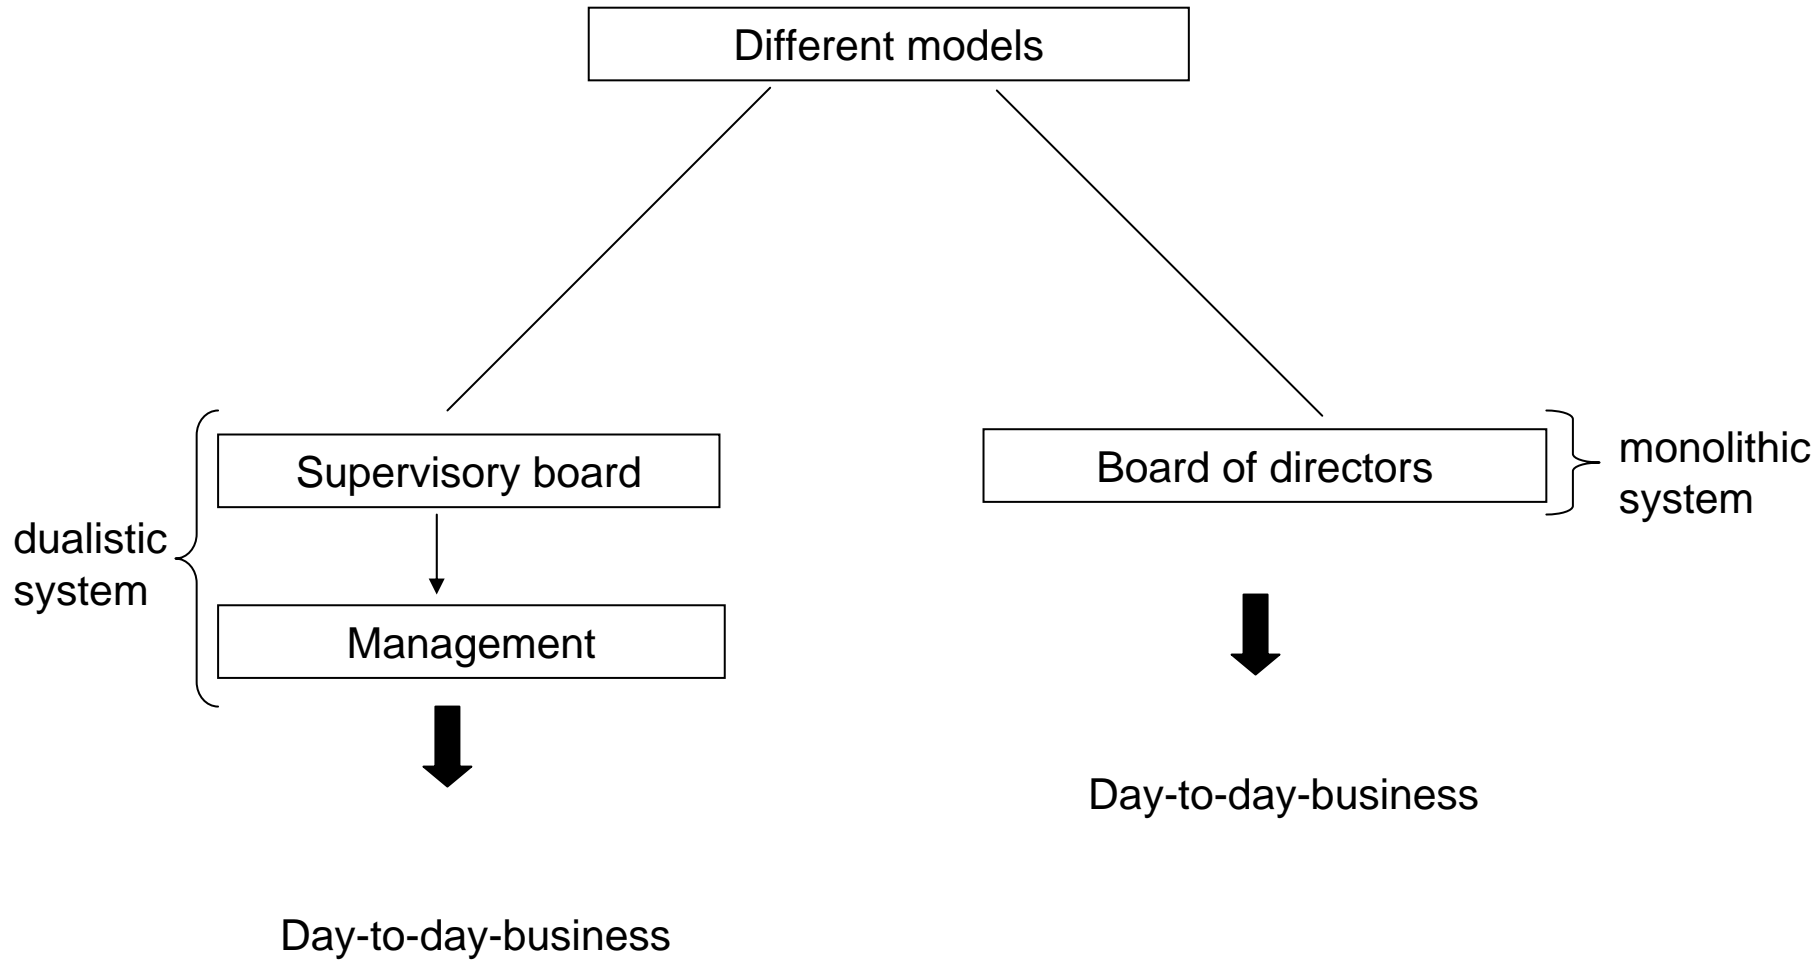 Different models
Supervisory board
dualistic
system
Management
Day-to-day-business
Board of directors
monolithic
system
Day-to-day-business